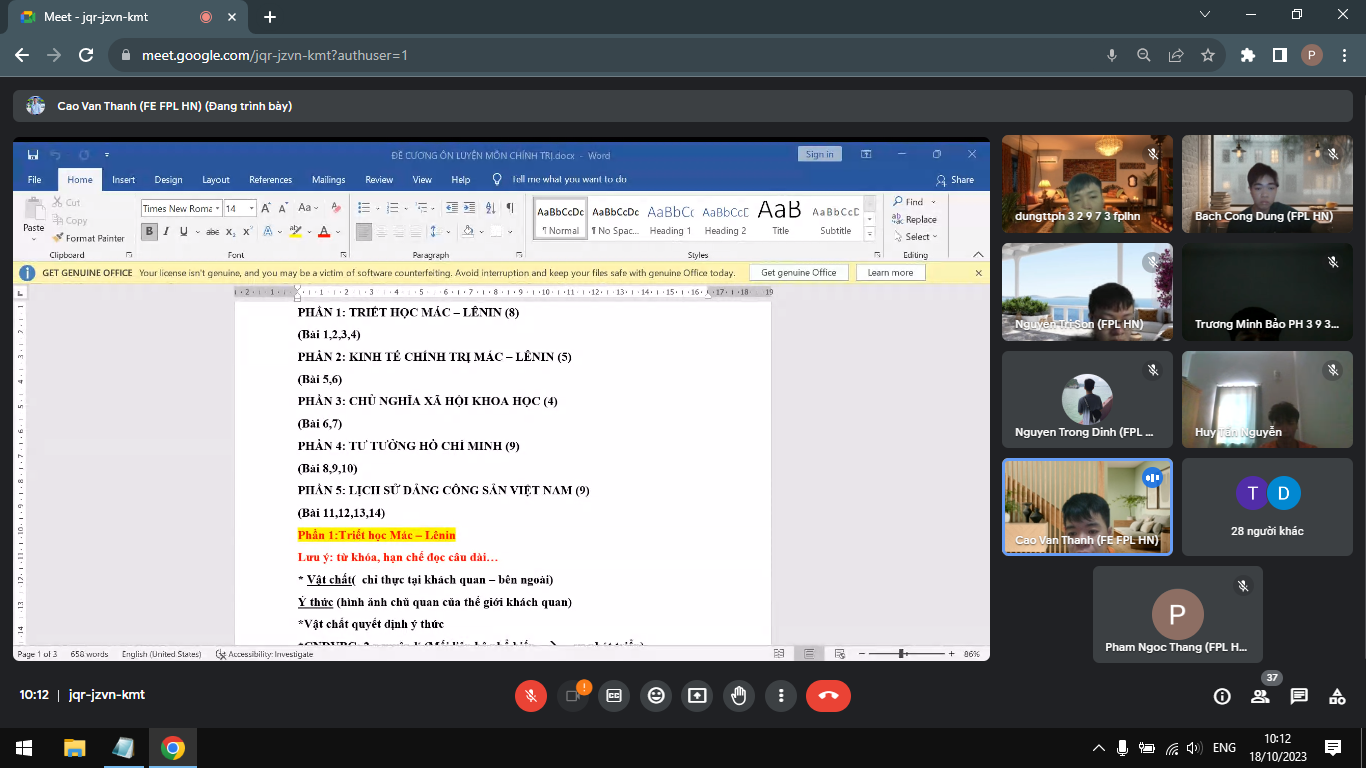 Meet - jqr-jzvn-kmt
meet.google.com/jqr-jzvn-kmt?authuser=1
P
Cao Van Thanh (FE FPL HN) (Đang trình bày)
ĐỀ CƯƠNG ÔN LUYỆN MÔN CHÍNH TRỊ.docx - Word
Sign in
File Home Insert Design Layout References Mailings Review View Help Tell me what you want to do Share
Paste
Cut
Copy
Format Painter
Clipboard
Times New Roma 14
Font
Paragraph
AaBbCcDc AaBbCcDc AaBbCc AaBbCcD AaB AaBbCcD
¶ Normal ¶ No Spac... Heading 1 Heading 2 Title Subtitle
Styles
Find
Replace
Select
Editing
GET GENUINE OFFICE Your license isn't genuine, and you may be a victim of software counterfeiting. Avoid interruption and keep your files safe with genuine Office today. Get genuine Office Learn more
PHẦN 1: TRIẾT HỌC MÁC – LÊNIN (8)
(Bài 1,2,3,4)
PHẦN 2: KINH TẾ CHÍNH TRỊ MÁC – LÊNIN (5)
(Bài 5,6)
PHẦN 3: CHỦ NGHĨA XÃ HỘI KHOA HỌC (4)
(Bài 6,7)
PHẦN 4: TƯ TƯỞNG HỒ CHÍ MINH (9)
(Bài 8,9,10)
PHẦN 5: LỊCH SỬ ĐẢNG CỘNG SẢN VIỆT NAM (9)
(Bài 11,12,13,14)
Phần 1:Triết học Mác – Lênin
Lưu ý: từ khóa, hạn chế đọc câu dài…
* Vật chất( chỉ thực tại khách quan – bên ngoài)
Ý thức (hình ảnh chủ quan của thế giới khách quan)
*Vật chất quyết định ý thức
Page 1 of 3 658 words English (United States) Accessibility: Investigate 86%
dungttph 3 2 9 7 3 fplhn
Bach Cong Dung (FPL HN)
Nguyen Tri Son (FPL HN)
Trương Minh Bảo PH 3 9 3...
Nguyen Trong Dinh (FPL ...
Huy Tấn Nguyễn
Cao Van Thanh (FE FPL HN)
T D
28 người khác
P
Pham Ngoc Thang (FPL H...
10:12 | jqr-jzvn-kmt
37
ENG
10:12
18/10/2023